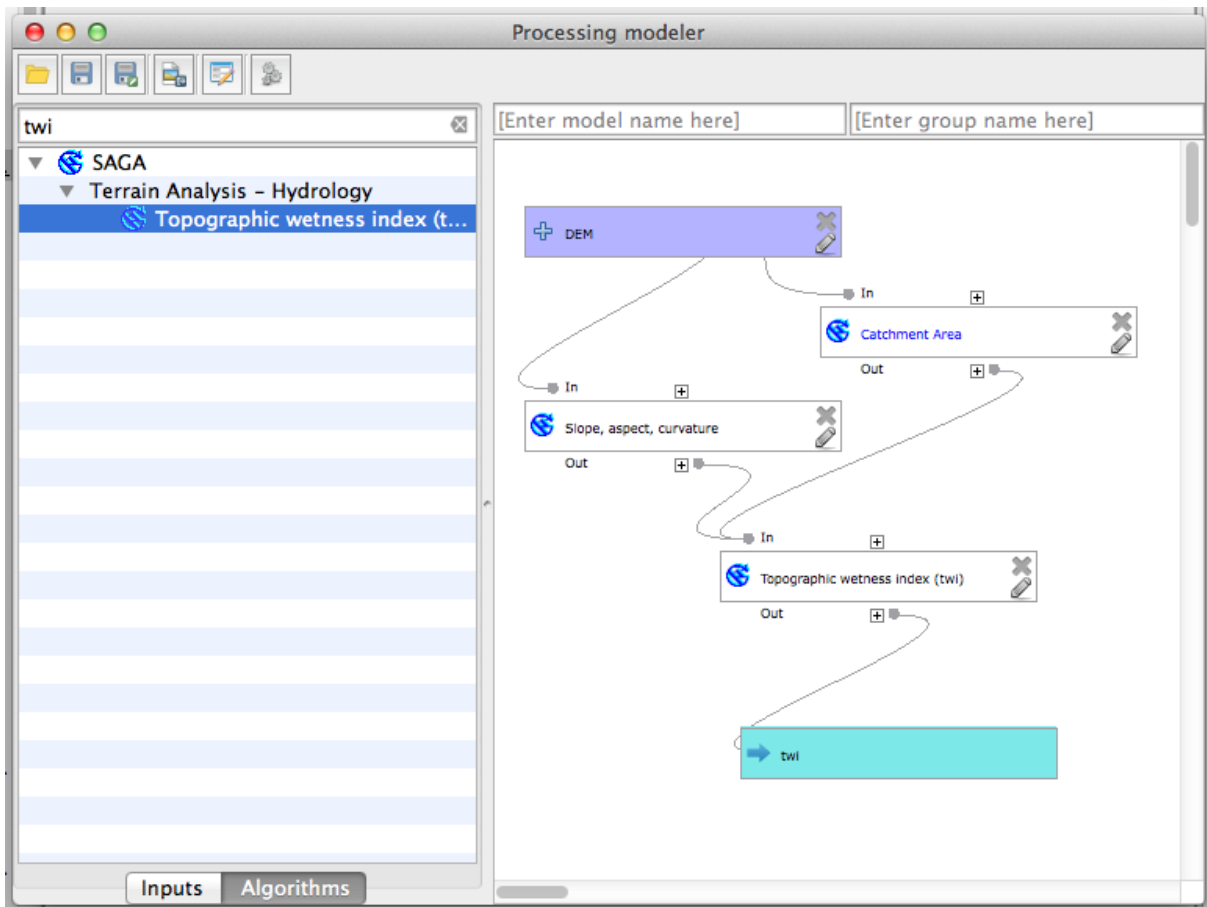 Processing modeler
twi
[Enter model name here]
[Enter group name here]
SAGA
Terrain Analysis – Hydrology
Topographic wetness index (t...
DEM
In
Catchment Area
Out
In
Slope, aspect, curvature
Out
In
Topographic wetness index (twi)
Out
twi
Inputs
Algorithms